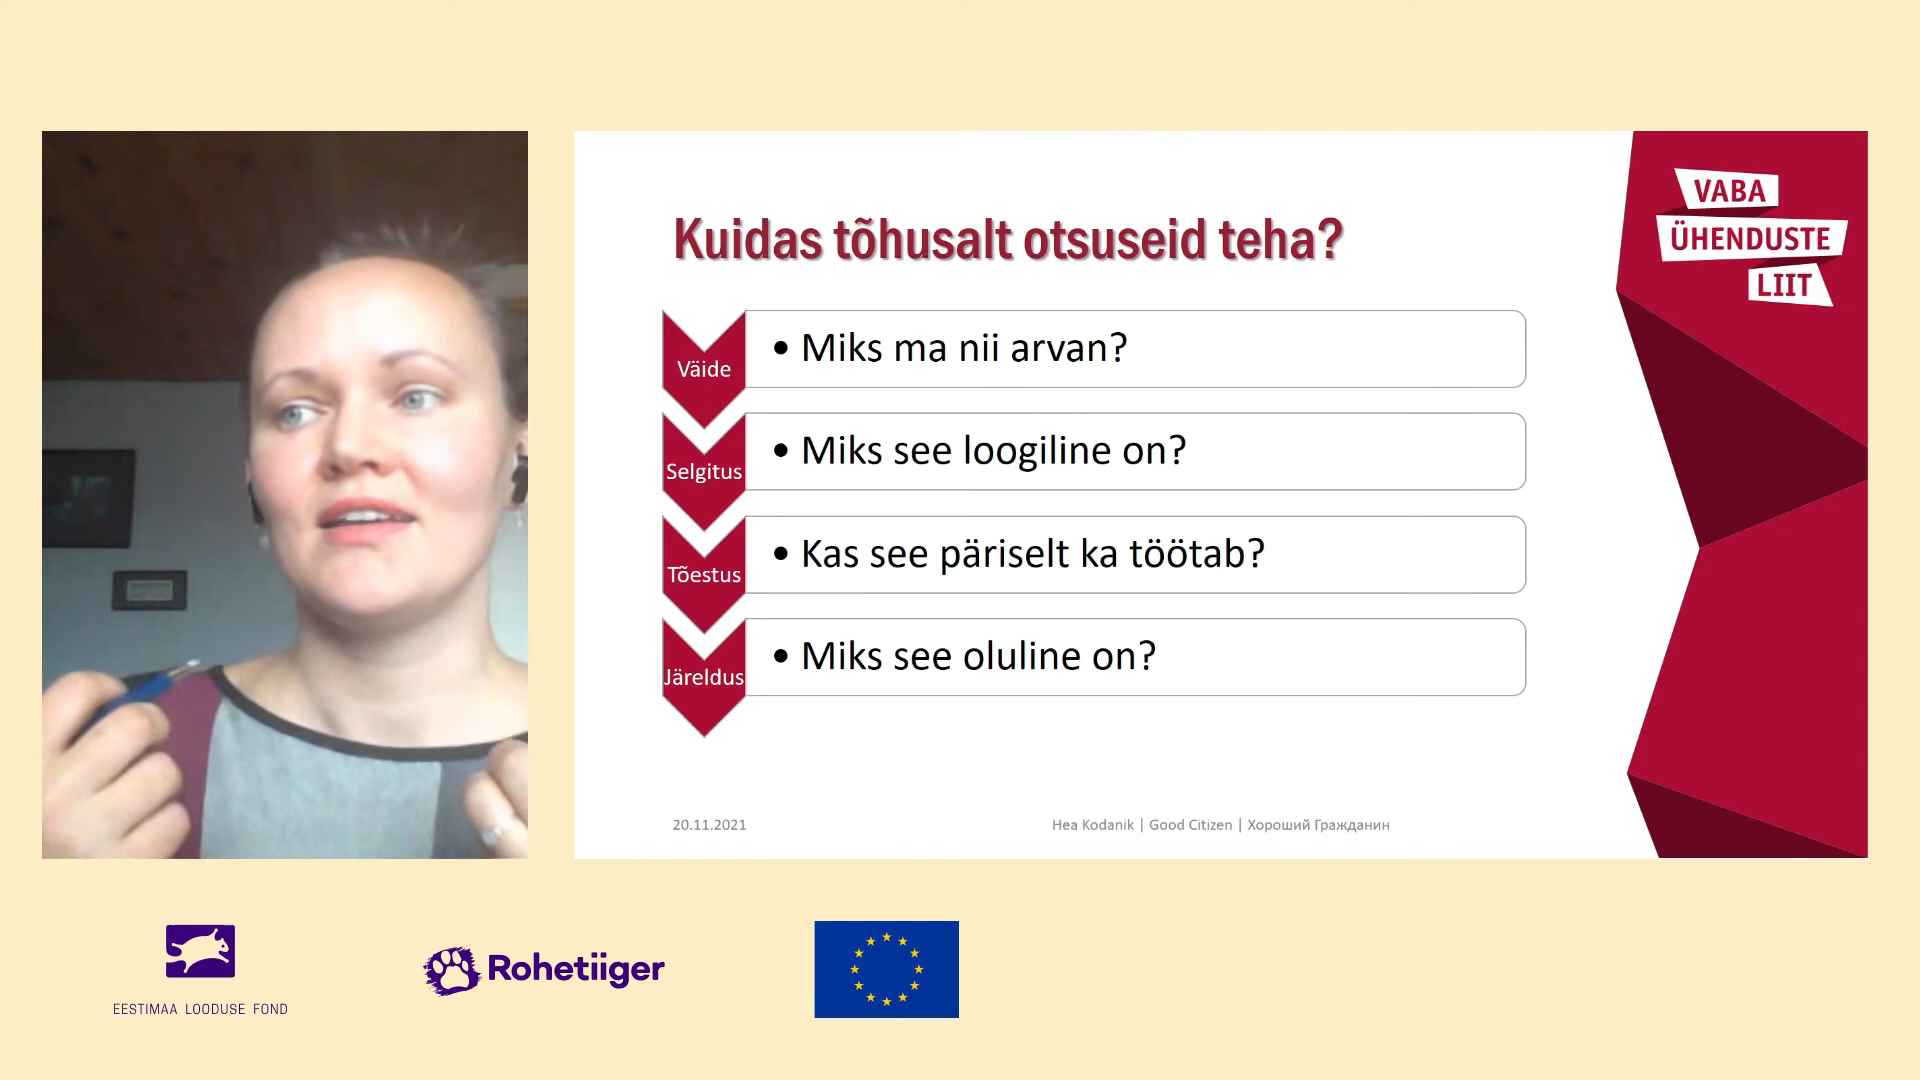 VABA
ÜHENDUSTE
LIIT
Kuidas tõhusalt otsuseid teha?
Väide
• Miks ma nii arvan?
Selgitus
• Miks see loogiline on?
Tõestus
• Kas see päriselt ka töötab?
Järeldus
• Miks see oluline on?
20.11.2021
Hea Kodanik | Good Citizen | Хороший Гражданин
EESTIMAA LOODUSE FOND
Rohetiiger